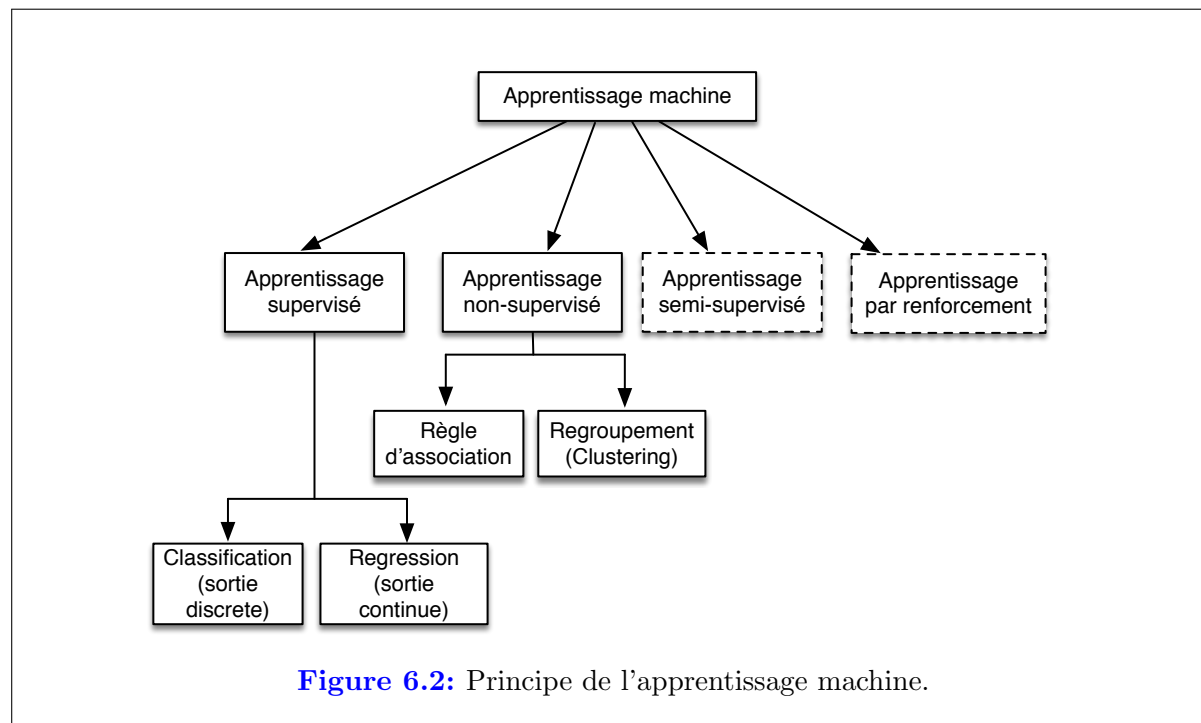 Apprentissage machine
Apprentissage
supervisé
Apprentissage
non-supervisé
Apprentissage
semi-supervisé
Apprentissage
par renforcement
Règle
d'association
Regroupement
(Clustering)
Classification
(sortie
discrete)
Regression
(sortie
continue)
Figure 6.2: Principe de l'apprentissage machine.